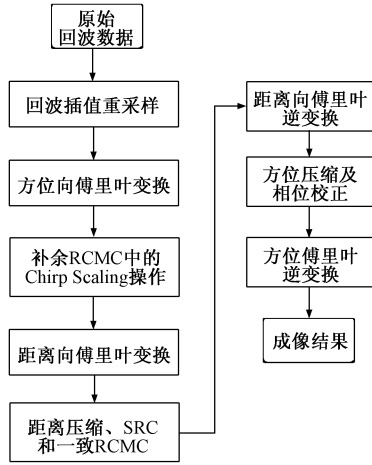 原始
回波数据
回波插值重采样
方位向傅里叶变换
补余RCMC中的
Chirp Scaling操作
距离向傅里叶变换
距离压缩、SRC
和一致RCMC
距离向傅里叶
逆变换
方位压缩及
相位校正
方位傅里叶
逆变换
成像结果